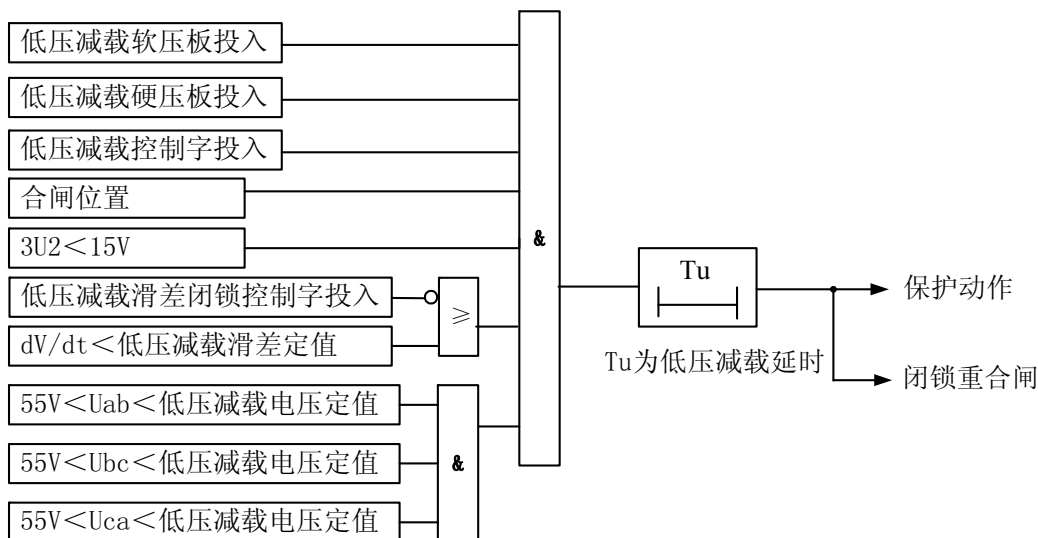 低压减载软压板投入
低压减载硬压板投入
低压减载控制字投入
合闸位置
3U2＜15V
低压减载滑差闭锁控制字投入
dV/dt＜低压减载滑差定值
≥
55V＜Uab＜低压减载电压定值
55V＜Ubc＜低压减载电压定值
55V＜Uca＜低压减载电压定值
&
&
Tu
Tu为低压减载延时
保护动作
闭锁重合闸